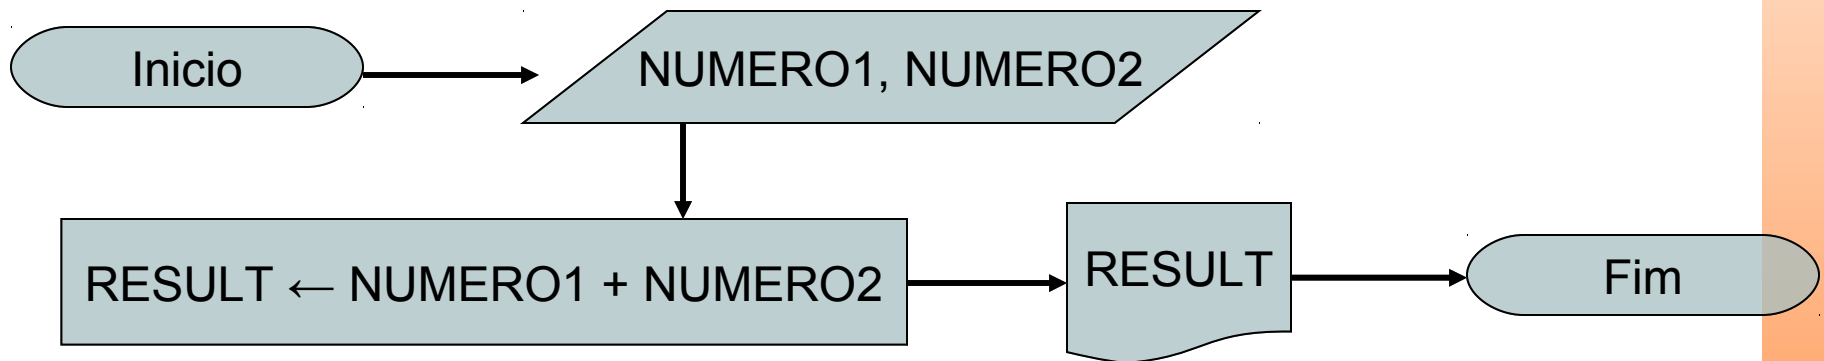 Inicio
NUMERO1, NUMERO2
RESULT ← NUMERO1 + NUMERO2
RESULT
Fim